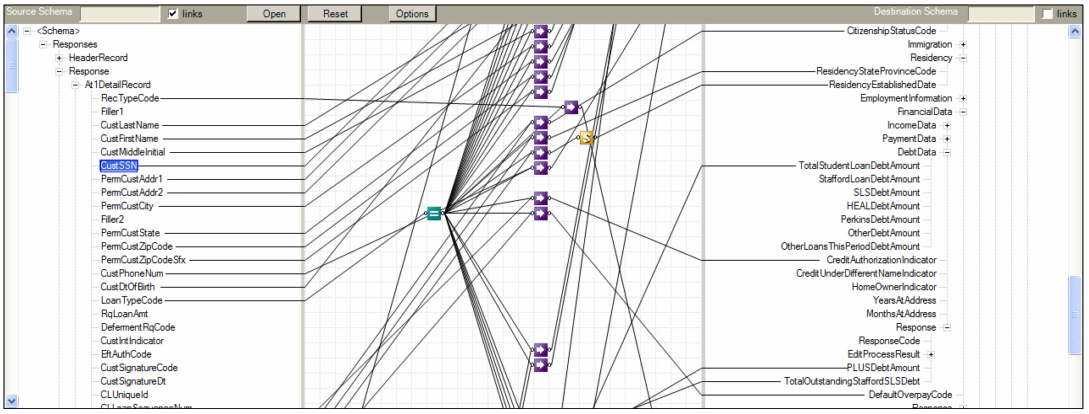 Source Schema
links
Open
Reset
Options
Destination Schema
links
<Schema>
Responses
HeaderRecord
Response
At1DetailRecord
RecTypeCode
Filler1
CustLastName
CustFirstName
CustMiddleInitial
CustSSN
PermCustAddr1
PermCustAddr2
PermCustCity
Filler2
PermCustState
PermCustZipCode
PermCustZipCodeSfx
CustPhoneNum
CustDtOfBirth
LoanTypeCode
RqLoanAmt
DefermentRqCode
CustIntIndicator
EftAuthCode
CustSignatureCode
CustSignatureDt
CLUniqueId
CLLoanSequenceNum
CitizenshipStatusCode
Immigration
Residency
ResidencyStateProvinceCode
ResidencyEstablishedDate
EmploymentInformation
FinancialData
IncomeData
PaymentData
DebtData
TotalStudentLoanDebtAmount
StaffordLoanDebtAmount
SLSDebtAmount
HEALDebtAmount
PerkinsDebtAmount
OtherDebtAmount
OtherLoansThisPeriodDebtAmount
CreditAuthorizationIndicator
CreditUnderDifferentNameIndicator
HomeOwnerIndicator
YearsAtAddress
MonthsAtAddress
Response
ResponseCode
EditProcessResult
PLUSDebtAmount
TotalOutstandingStaffordSLSDebt
DefaultOverpayCode
Response